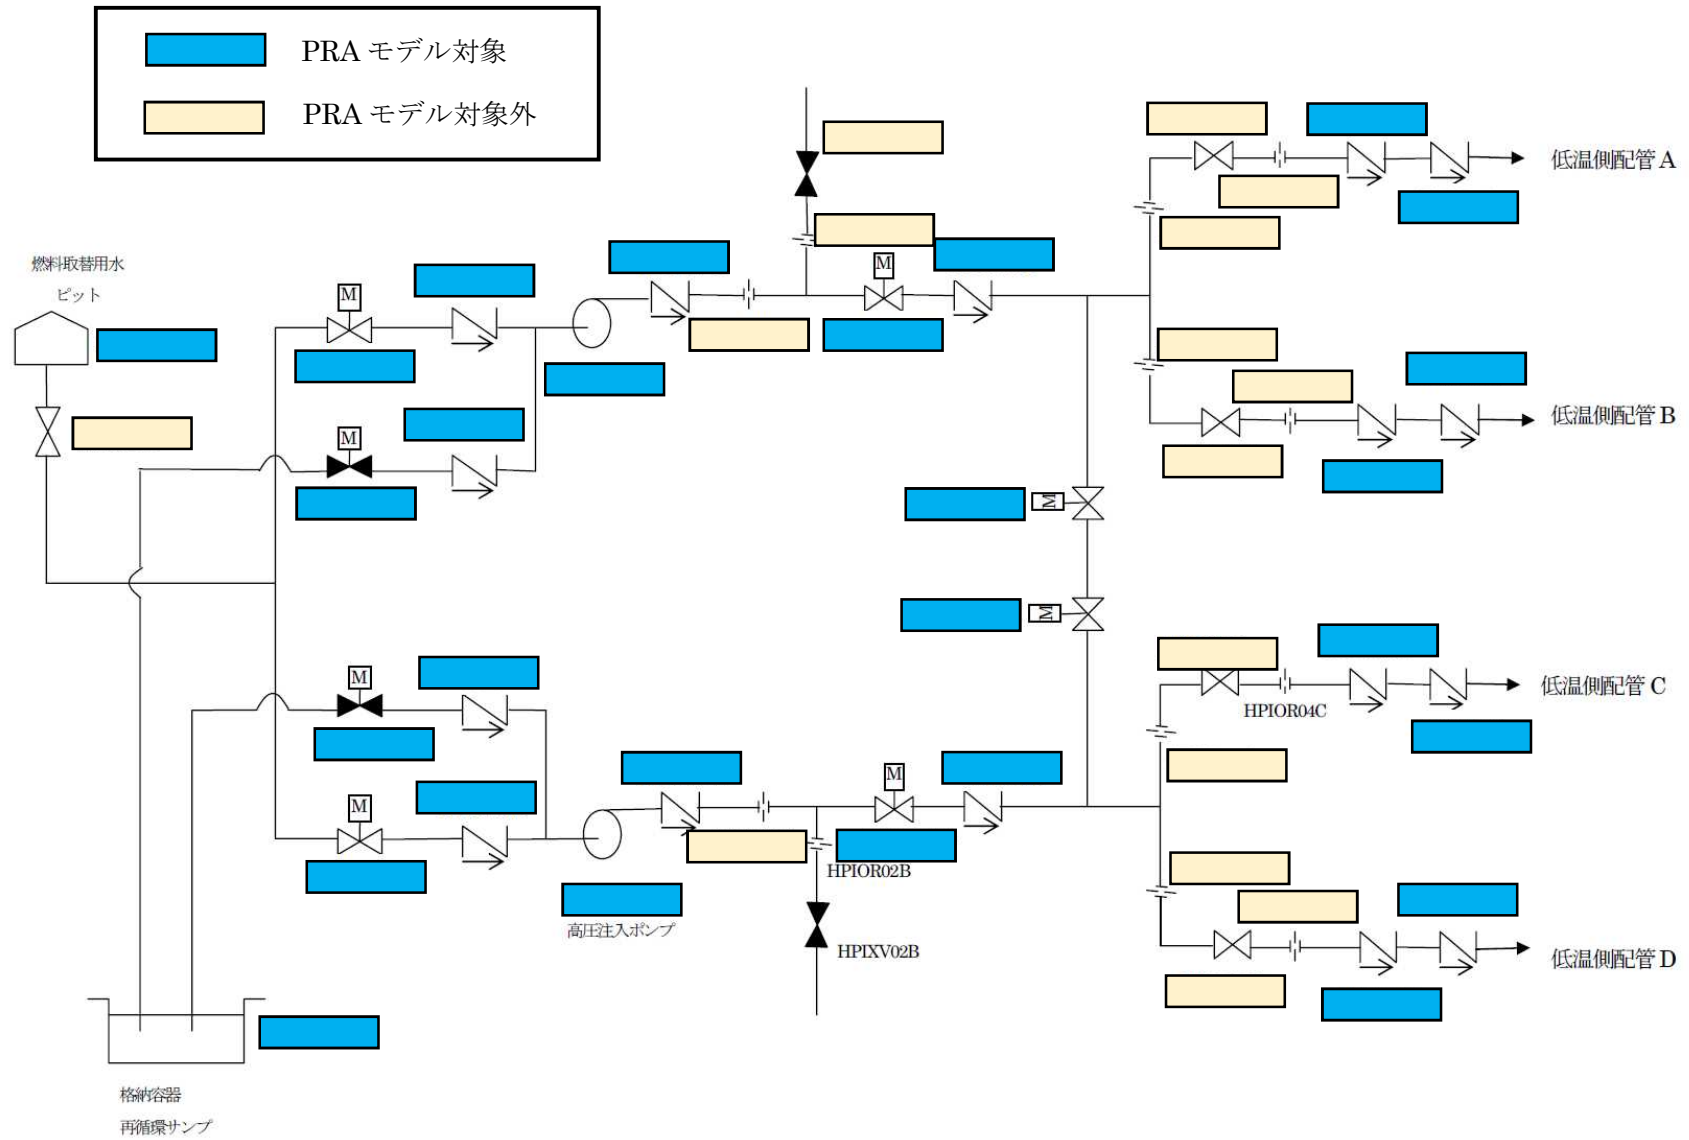 PRA モデル対象
PRA モデル対象外
低温側配管 A
M
燃料取替用水
ピット
M
低温側配管 B
M
M
M
低温側配管 C
HPIOR04C
M
M
M
HPIOR02B
高圧注入ポンプ
HPIXV02B
低温側配管 D
格納容器
再循環サンプ